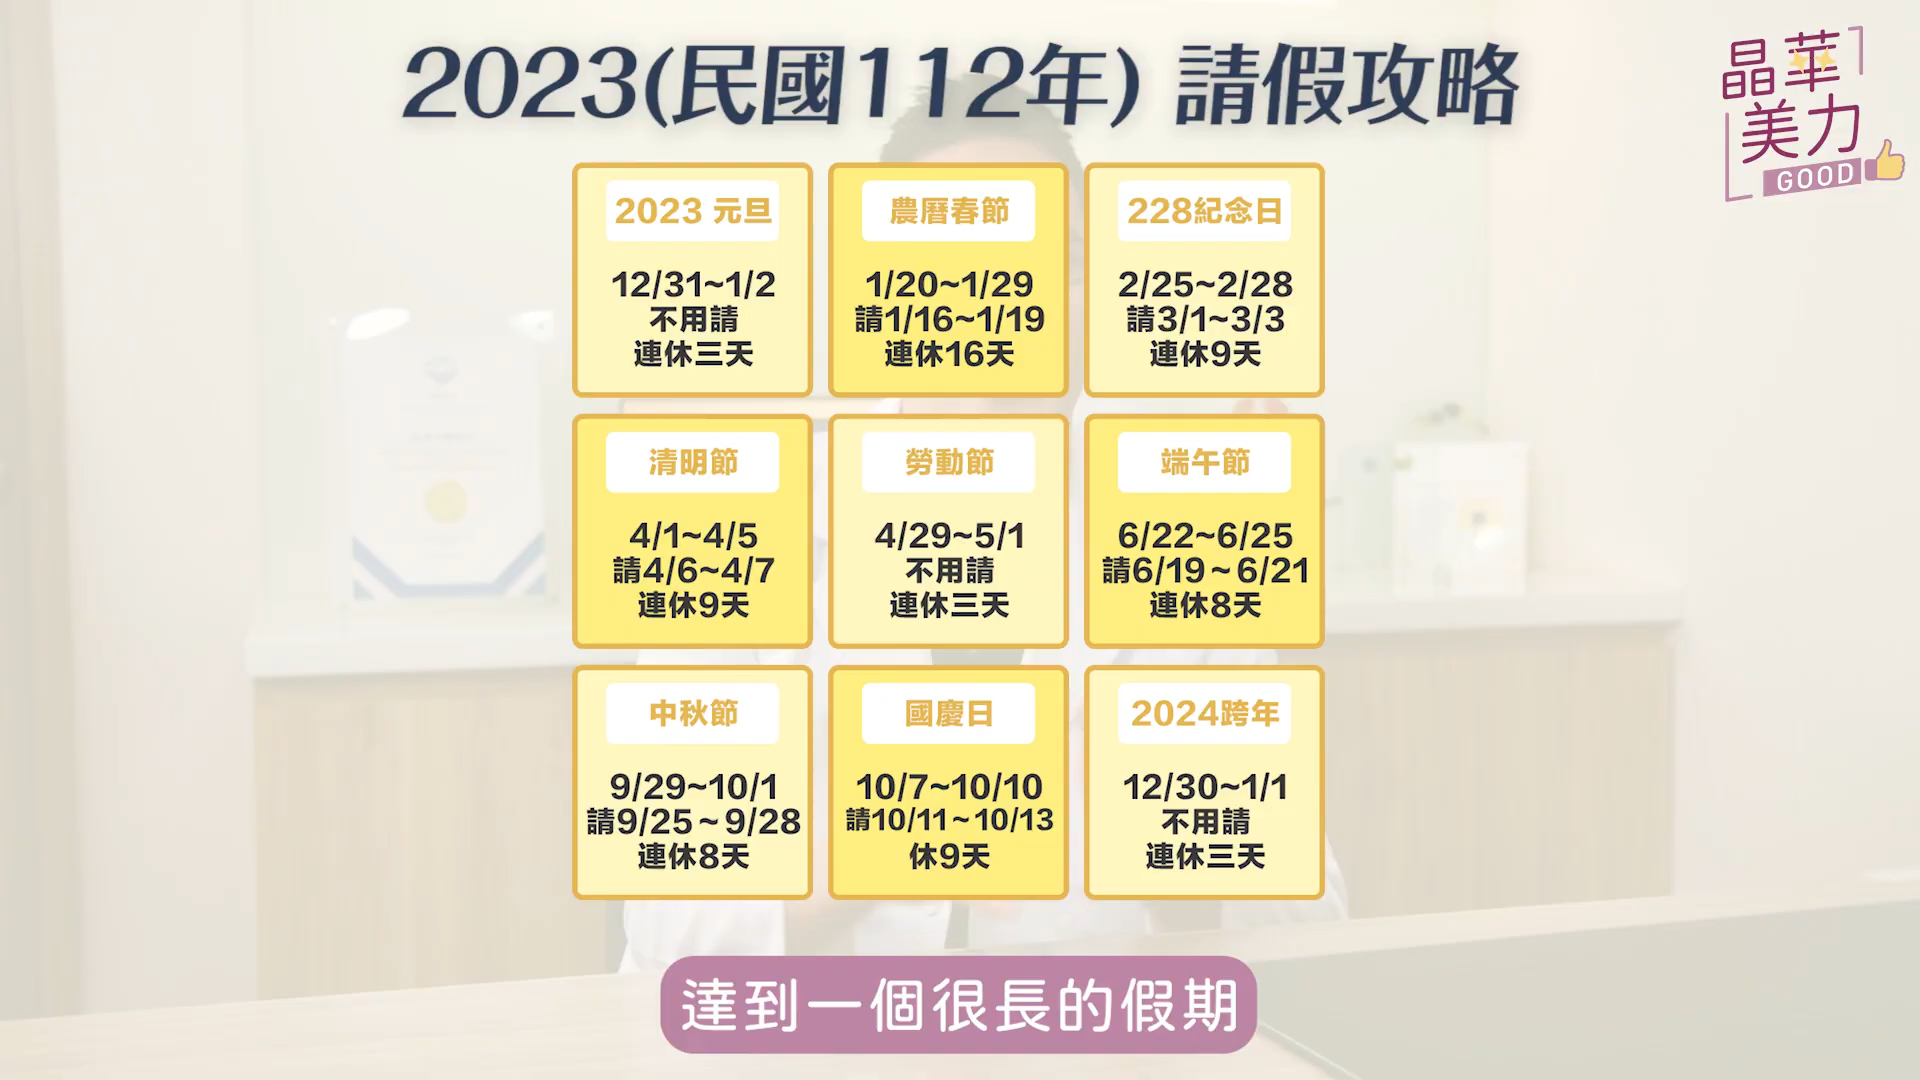 2023(民國112年) 請假攻略
晶華
美力
GOOD
2023 元旦
12/31~1/2
不用請
連休三天
農曆春節
1/20~1/29
請1/16~1/19
連休16天
228紀念日
2/25~2/28
請3/1~3/3
連休9天
清明節
4/1~4/5
請4/6~4/7
連休9天
勞動節
4/29~5/1
不用請
連休三天
端午節
6/22~6/25
請6/19~6/21
連休8天
中秋節
9/29~10/1
請9/25~9/28
連休8天
國慶日
10/7~10/10
請10/11~10/13
休9天
2024跨年
12/30~1/1
不用請
連休三天
達到一個很長的假期